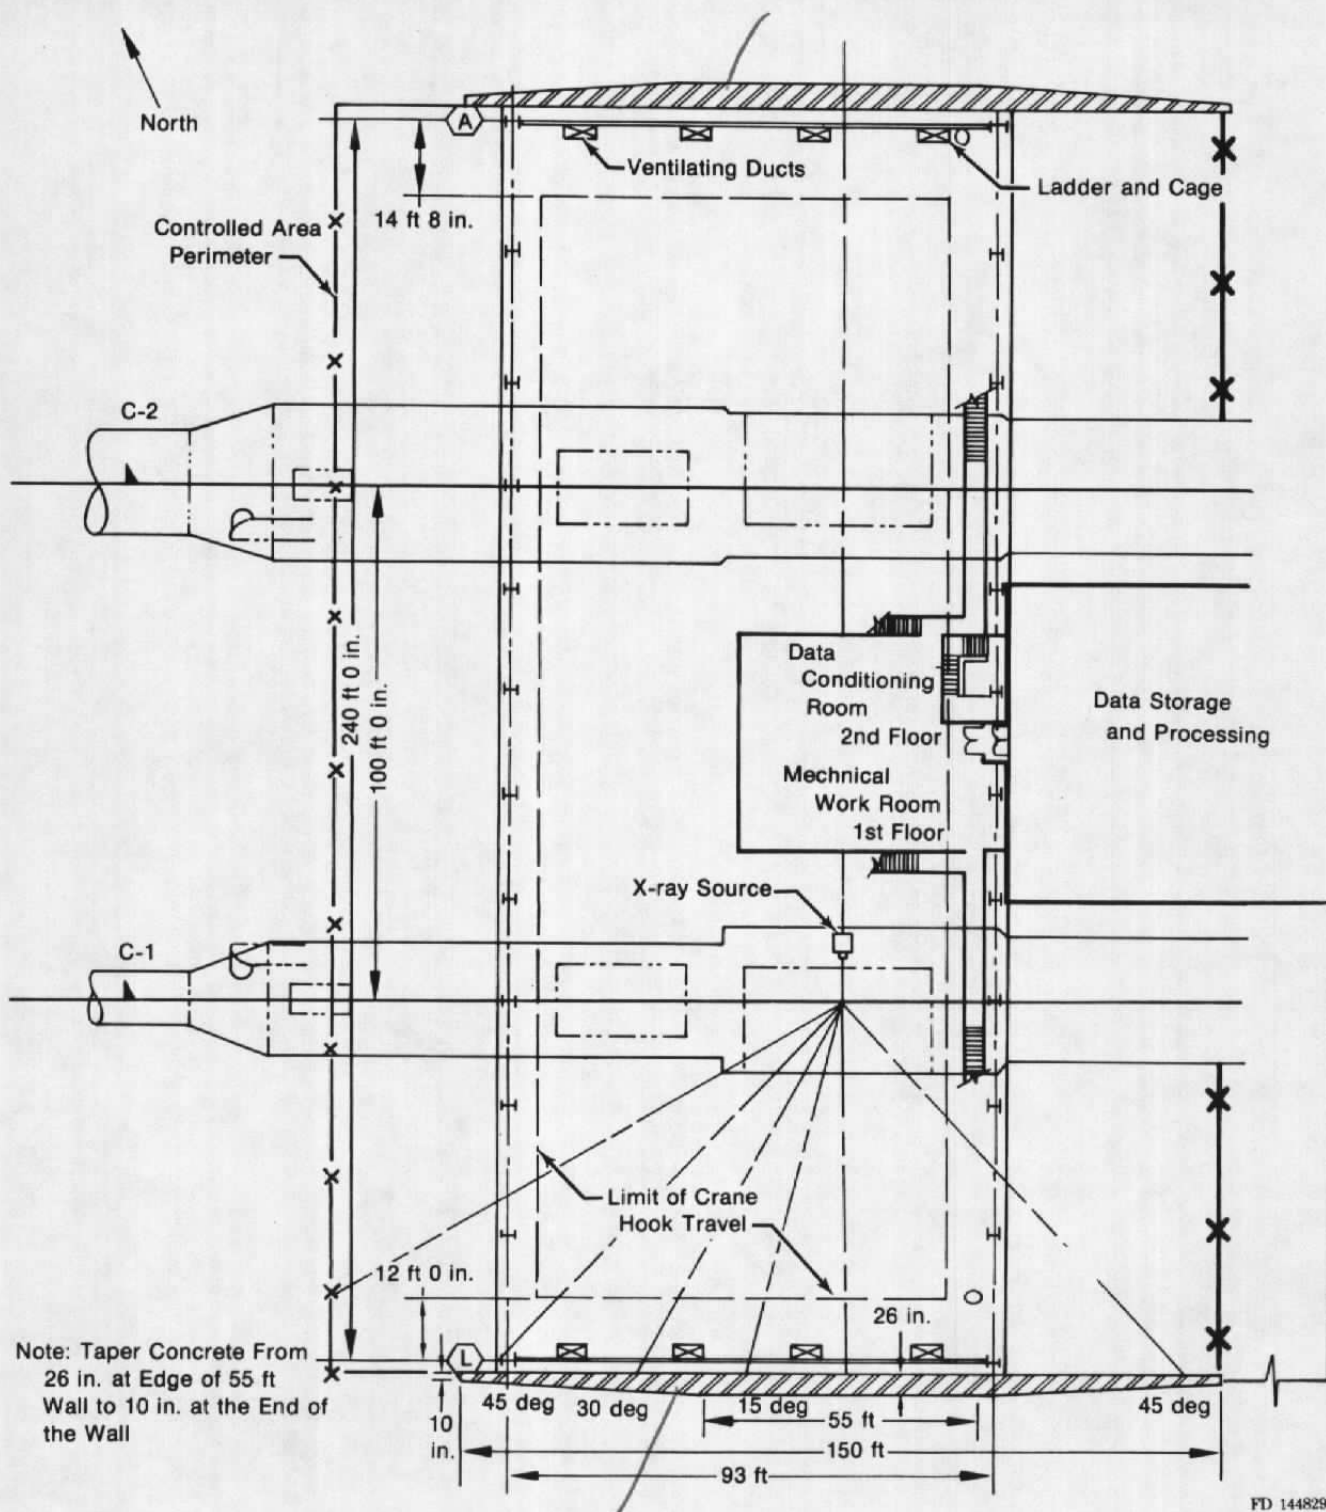 North
A
Ventilating Ducts
Ladder and Cage
14 ft 8 in.
Controlled Area
Perimeter
C-2
240 ft 0 in.
100 ft 0 in.
Data
Conditioning
Room
2nd Floor
Mechnical
Work Room
1st Floor
Data Storage
and Processing
X-ray Source
C-1
Limit of Crane
Hook Travel
12 ft 0 in.
26 in.
L
Note: Taper Concrete From
26 in. at Edge of 55 ft
Wall to 10 in. at the End of
the Wall
10
in.
45 deg
30 deg
15 deg
45 deg
55 ft
150 ft
93 ft
FD 144829